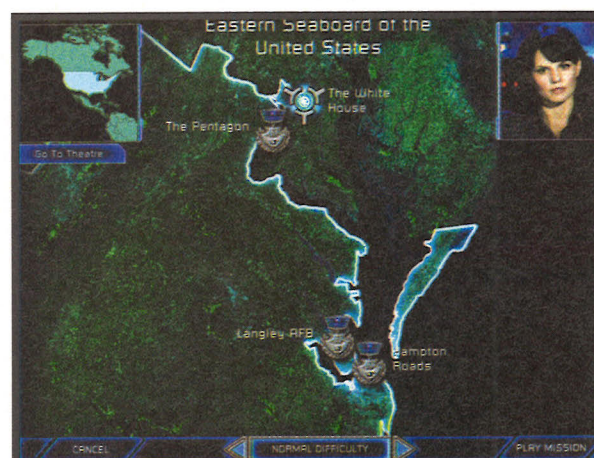 Eastern Seaboard of the
United States
The White
House
The Pentagon
Go To Theatre
Langley AFB
Hampton
Roads
CANCEL
NORMAL DIFFICULTY
PLAY MISSION